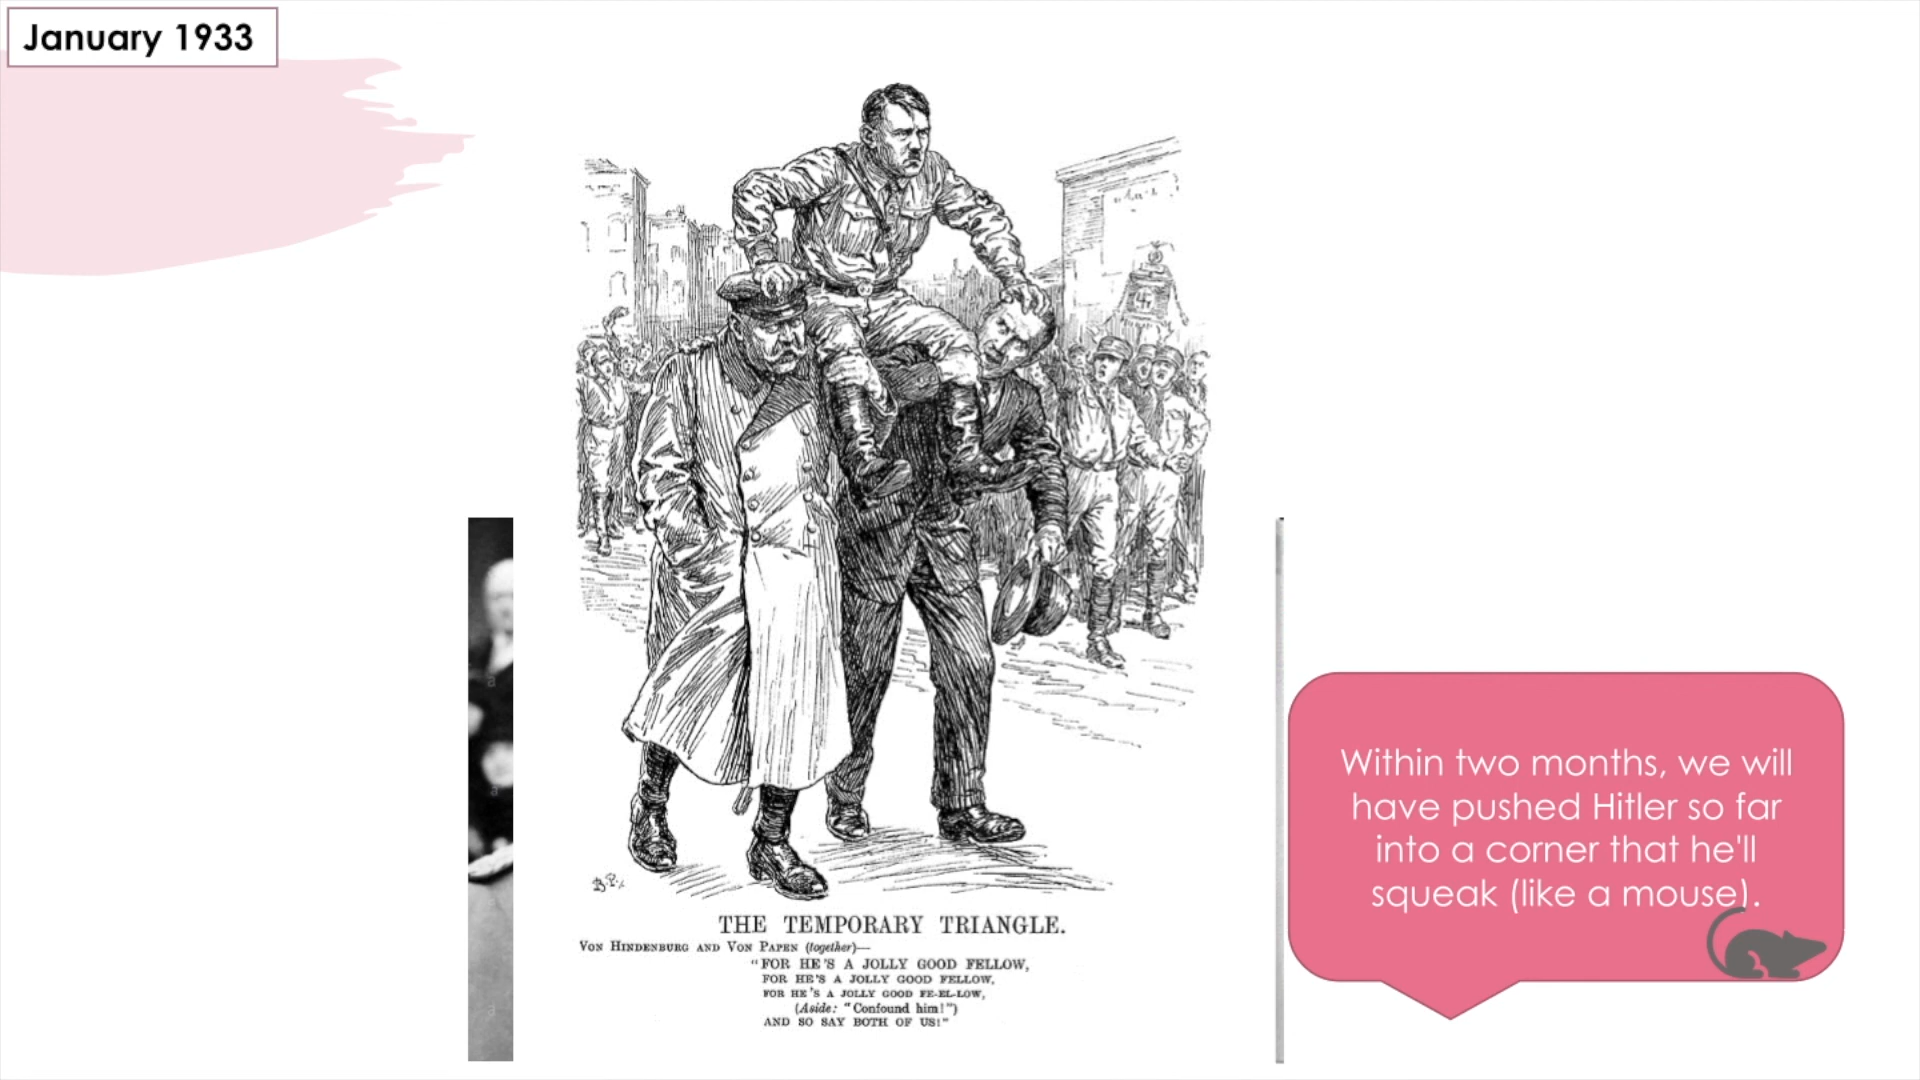 January 1933
THE TEMPORARY TRIANGLE.
VON HINDENBURG AND VON PAPEN (together)—
"FOR HE'S A JOLLY GOOD FELLOW,
FOR HE'S A JOLLY GOOD FELLOW,
FOR HE'S A JOLLY GOOD FE-EL-LOW,
(Aside: "Confound him!")
AND SO SAY BOTH OF US!"
Within two months, we will
have pushed Hitler so far
into a corner that he'll
squeak (like a mouse).